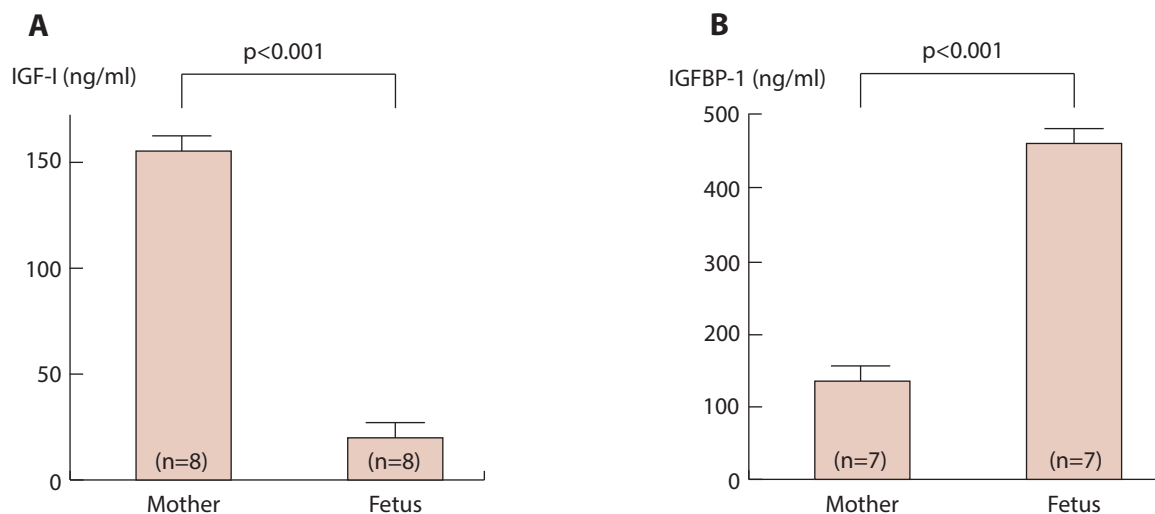 A
p<0.001
IGF-I (ng/ml)
150
100
50
0
(n=8)
(n=8)
Mother
Fetus
B
p<0.001
IGFBP-1 (ng/ml)
500
400
300
200
100
0
(n=7)
(n=7)
Mother
Fetus